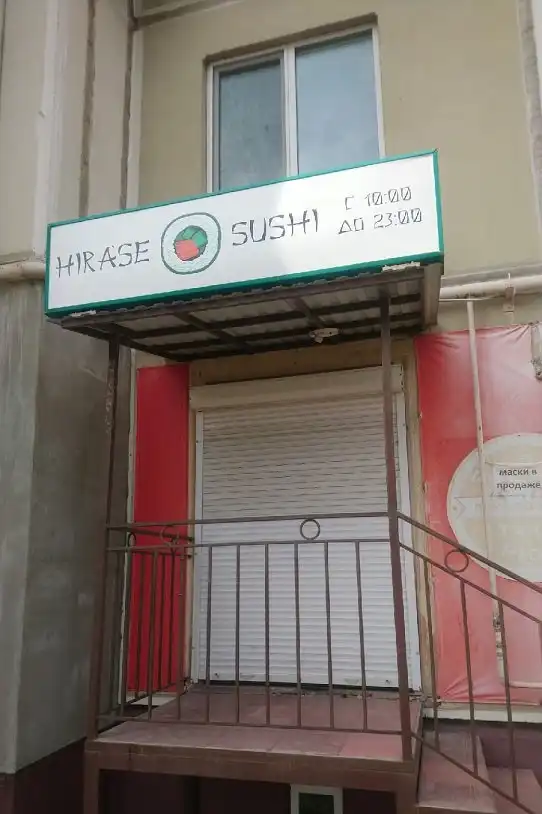 HIRASE SUSHI
С 10:00
ДО 23:00
маски в
продаже